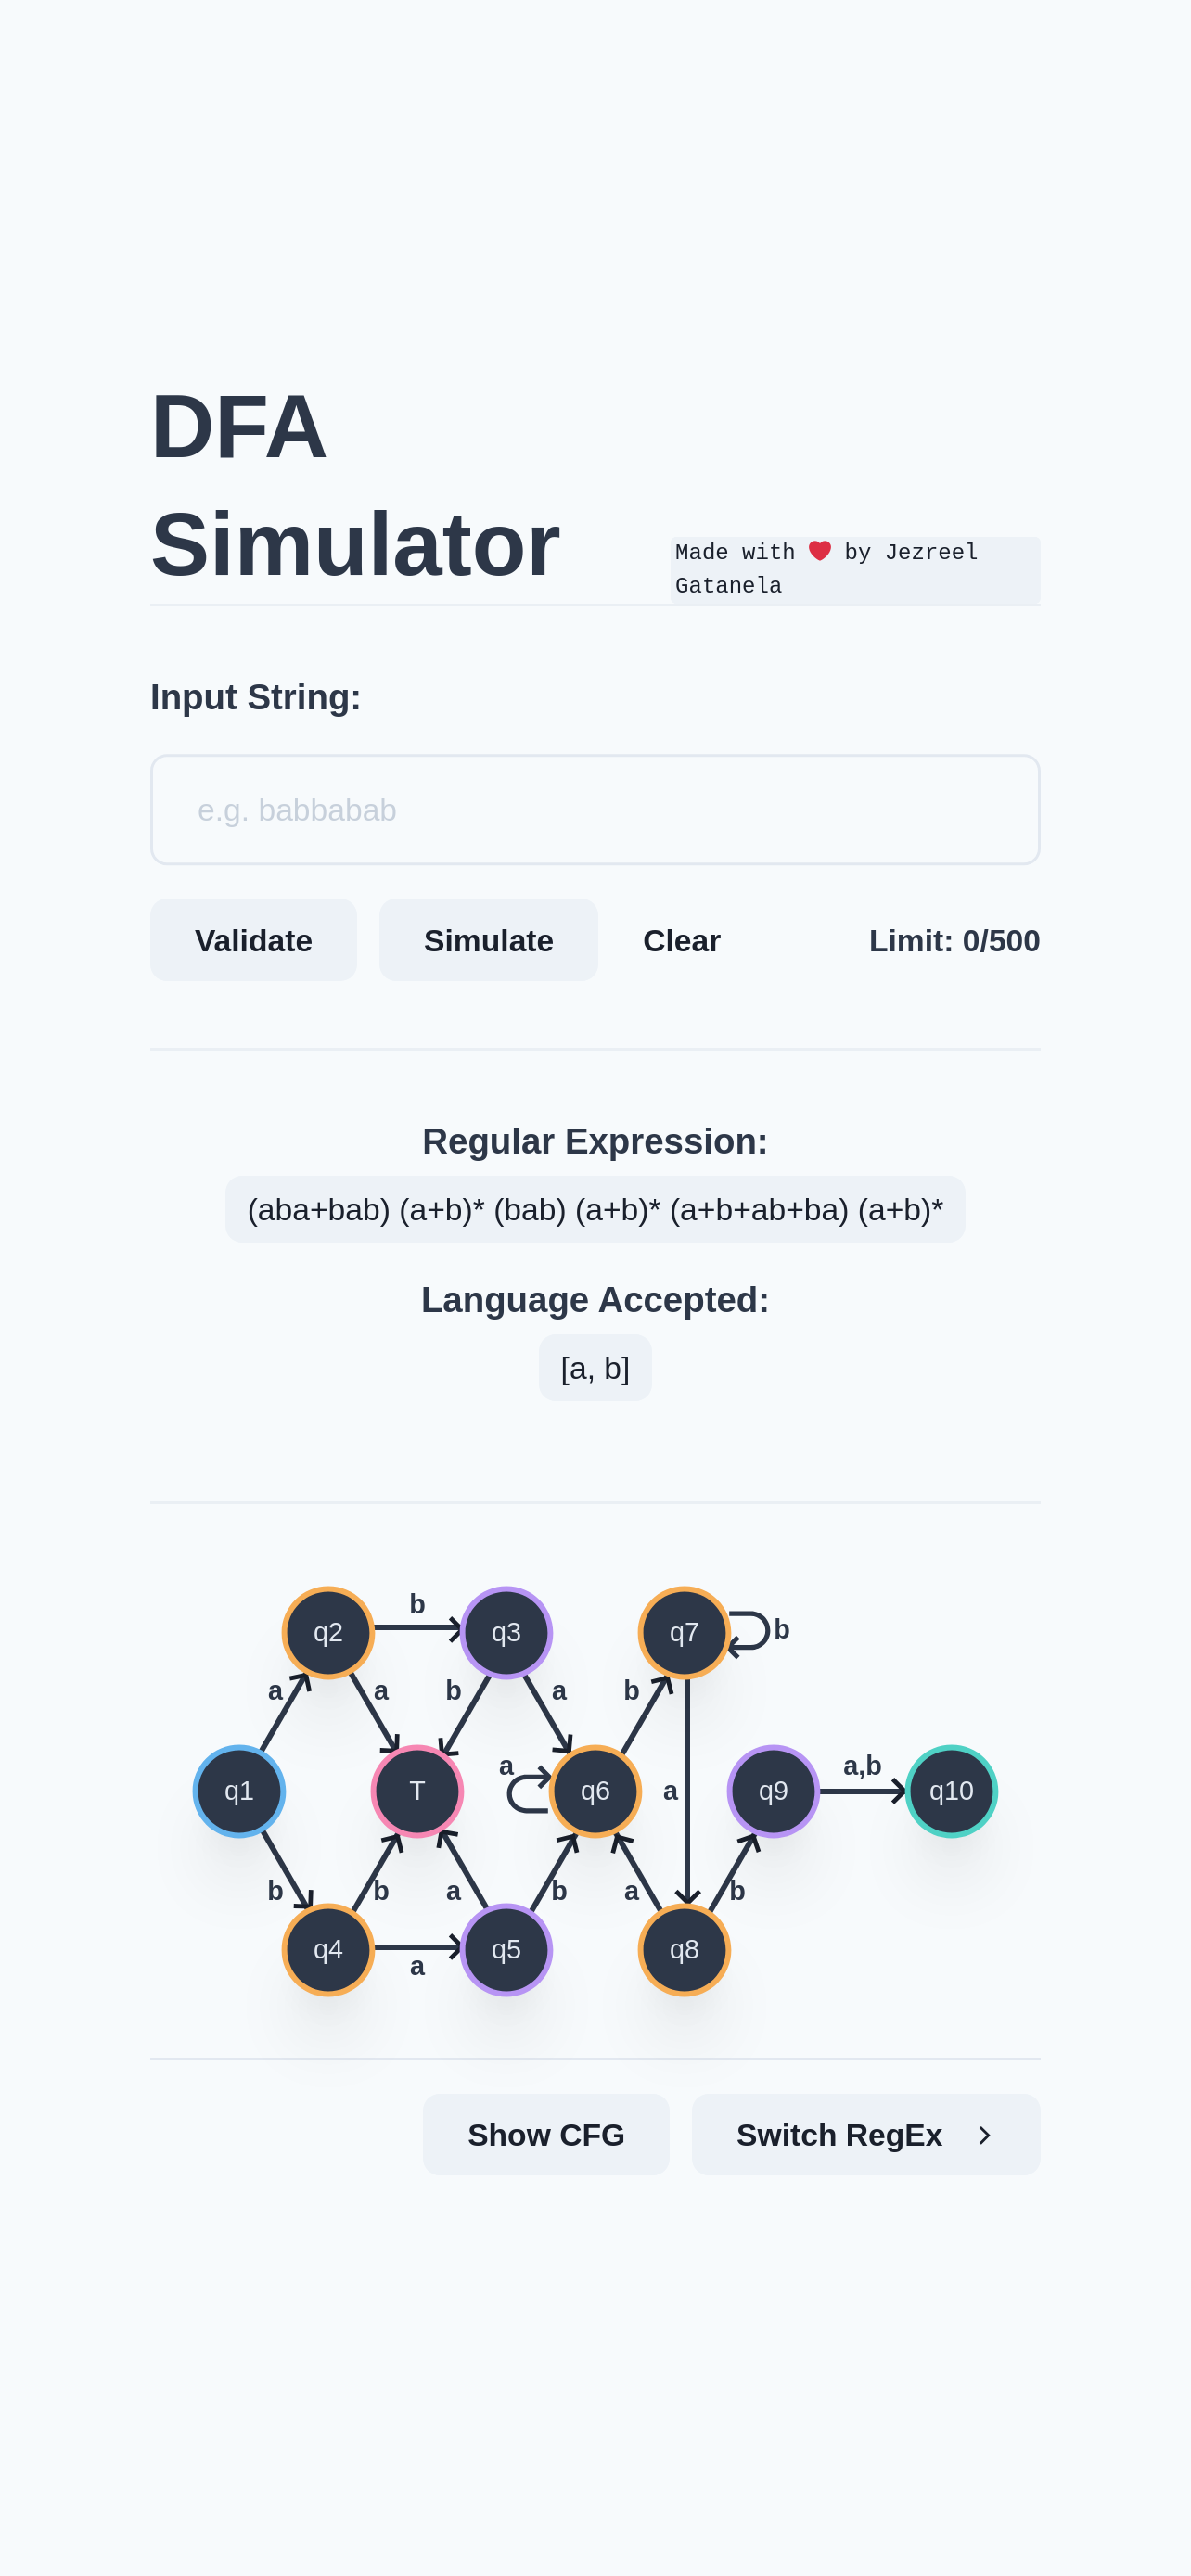 DFA
Simulator
Made with ❤️ by Jezreel
Gatanela
Input String:
e.g. babbabab
Validate
Simulate
Clear
Limit: 0/500
Regular Expression:
(aba+bab) (a+b)* (bab) (a+b)* (a+b+ab+ba) (a+b)*
Language Accepted:
[a, b]
b
q2
q3
q7
b
a
a
b
a
b
a
q1
T
q6
a
q9
a,b
q10
b
b
a
b
a
b
q4
q5
q8
a
Show CFG
Switch RegEx